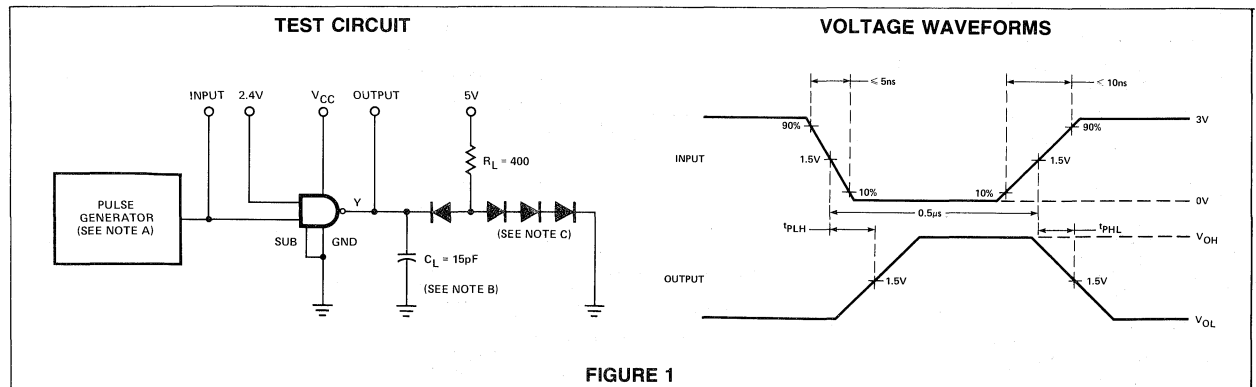 TEST CIRCUIT
INPUT 2.4V VCC OUTPUT 5V
RL = 400
PULSE
GENERATOR
(SEE NOTE A)
Y
SUB GND
(SEE NOTE C)
CL = 15pF
(SEE NOTE B)
VOLTAGE WAVEFORMS
≤ 5ns ≤ 10ns
90% 90% 3V
INPUT 1.5V 1.5V
10% 10% 0V
0.5μs
tPLH tPHL VOH
OUTPUT 1.5V 1.5V
VOL
FIGURE 1